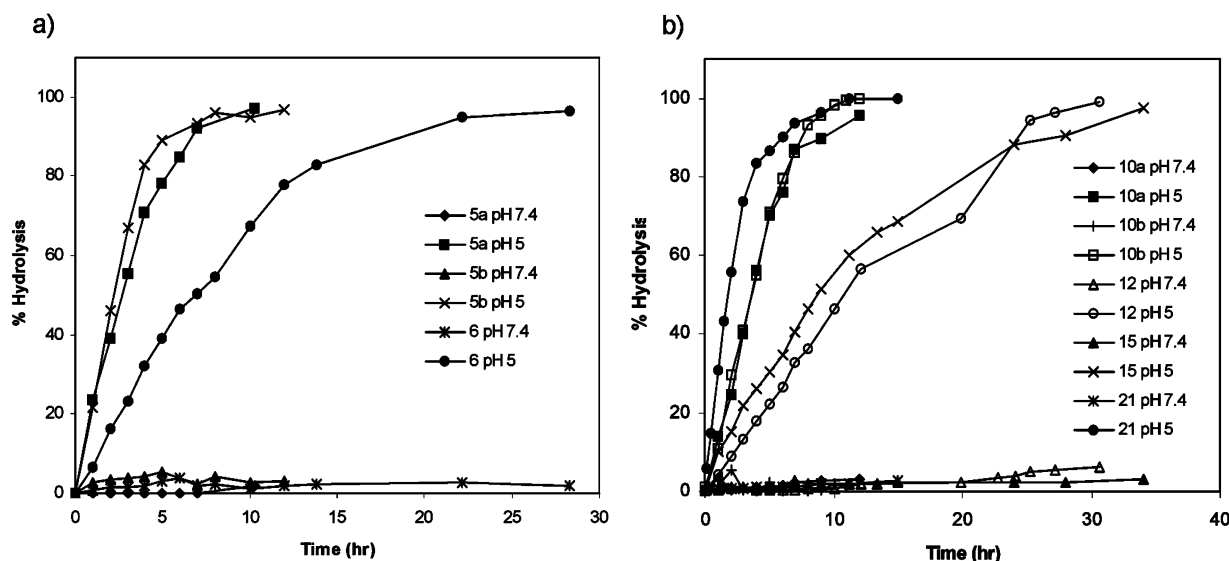 a)
% Hydrolysis
100
80
60
40
20
0
0 5 10 15 20 25 30
Time (hr)
5a pH 7.4
5a pH 5
5b pH 7.4
5b pH 5
6 pH 7.4
6 pH 5
b)
% Hydrolysis
100
80
60
40
20
0
0 10 20 30 40
Time (hr)
10a pH 7.4
10a pH 5
10b pH 7.4
10b pH 5
12 pH 7.4
12 pH 5
15 pH 7.4
15 pH 5
21 pH 7.4
21 pH 5